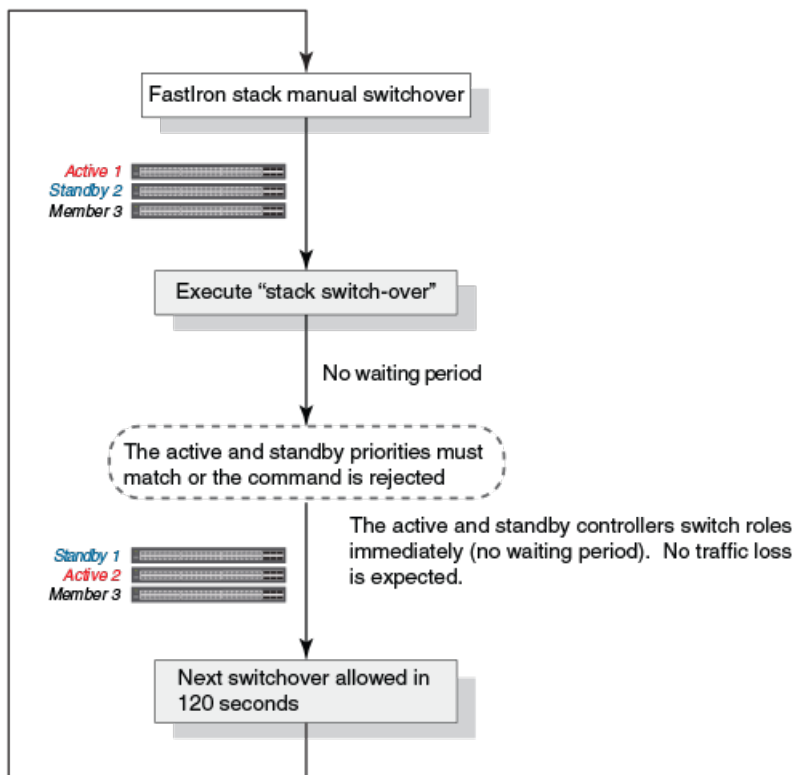 FastIron stack manual switchover
Active 1
Standby 2
Member 3
Execute “stack switch-over”
No waiting period
The active and standby priorities must
match or the command is rejected
The active and standby controllers switch roles
immediately (no waiting period).  No traffic loss
is expected.
Standby 1
Active 2
Member 3
Next switchover allowed in
120 seconds